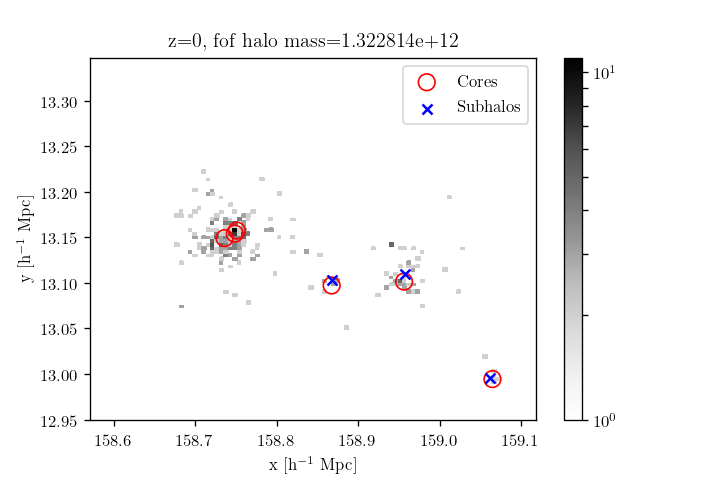 z=0, fof halo mass=1.322814e+12
Cores
Subhalos
13.30
13.25
13.20
13.15
13.10
13.05
13.00
12.95
y [h⁻¹ Mpc]
158.6 158.7 158.8 158.9 159.0 159.1
x [h⁻¹ Mpc]
10¹
10⁰